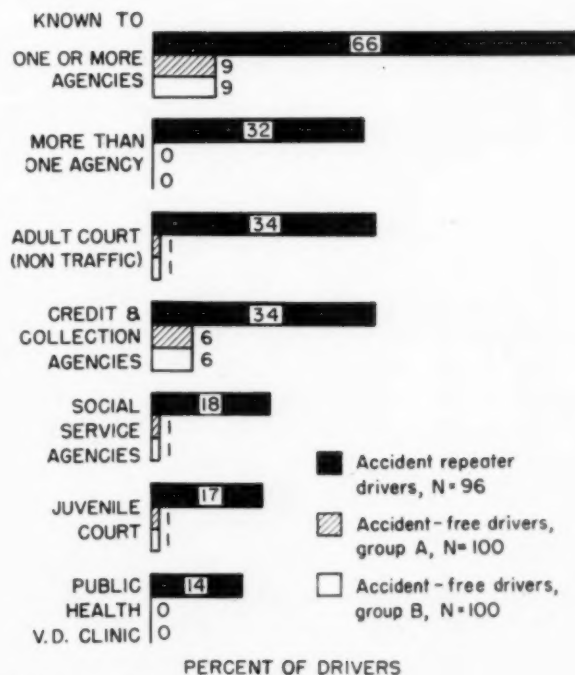 KNOWN TO
66
ONE OR MORE
AGENCIES
9
9
32
MORE THAN
ONE AGENCY
0
0
34
ADULT COURT
(NON TRAFFIC)
1
1
CREDIT &
COLLECTION
AGENCIES
34
6
6
SOCIAL
SERVICE
AGENCIES
18
1
1
JUVENILE
COURT
17
1
1
PUBLIC
HEALTH
V.D. CLINIC
14
0
0
Accident repeater
drivers, N=96
Accident-free drivers,
group A, N=100
Accident-free drivers,
group B, N=100
PERCENT OF DRIVERS